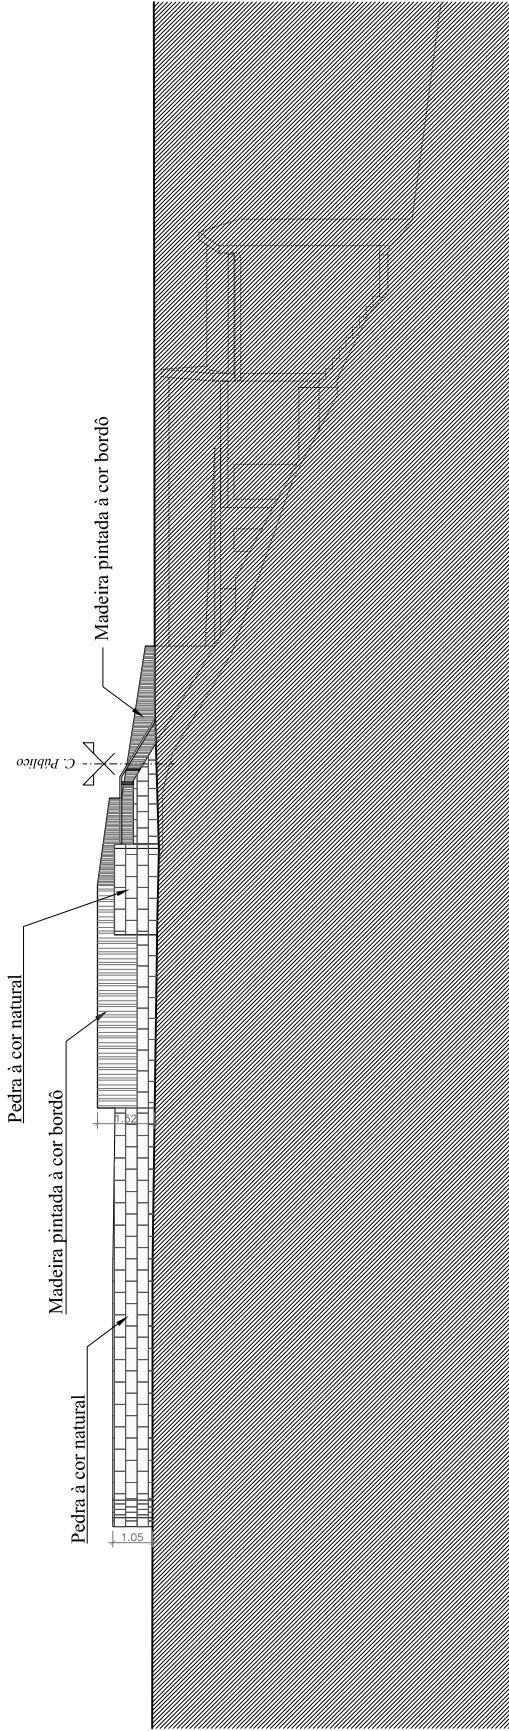 Pedra à cor natural
Madeira pintada à cor bordô
Pedra à cor natural
Madeira pintada à cor bordô
C. Público
1.05
1.52